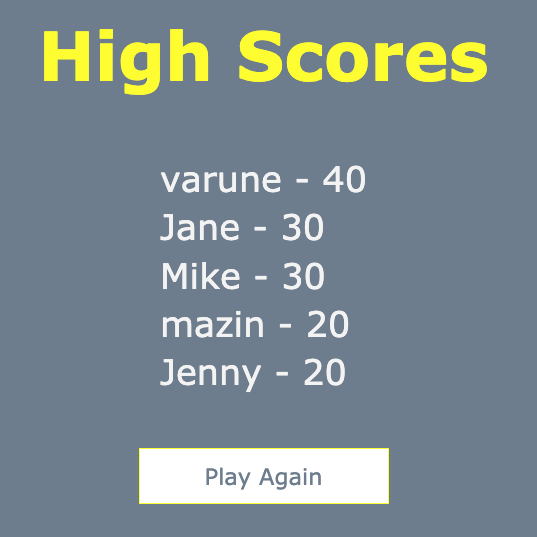 High Scores
varune - 40
Jane - 30
Mike - 30
mazin - 20
Jenny - 20
Play Again